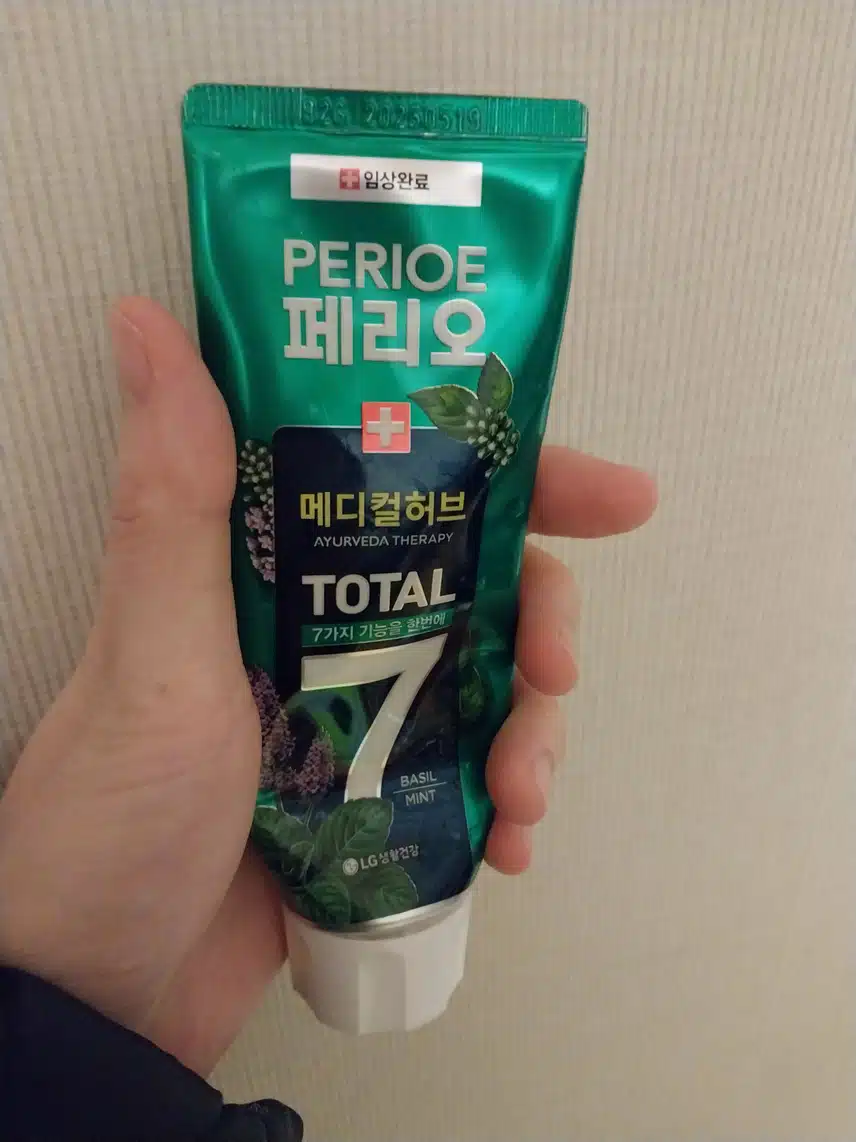 926 20250519
임상완료
PERIOE
페리오
메디컬허브
AYURVEDA THERAPY
TOTAL
7가지 기능을 한번에
7
BASIL
MINT
LG생활건강